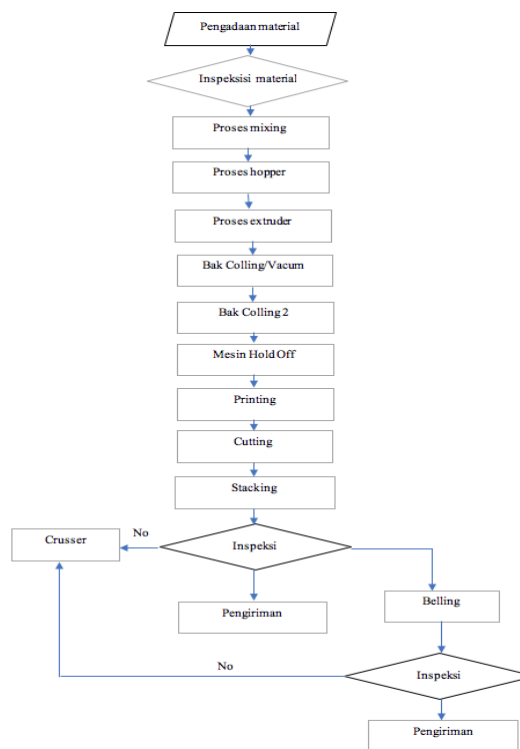 Pengadaan material
Inspeksisi material
Proses mixing
Proses hopper
Proses extruder
Bak Colling/Vacum
Bak Colling 2
Mesin Hold Off
Printing
Cutting
Stacking
No
Crusser
Inspeksi
Belling
Pengiriman
No
Inspeksi
Pengiriman